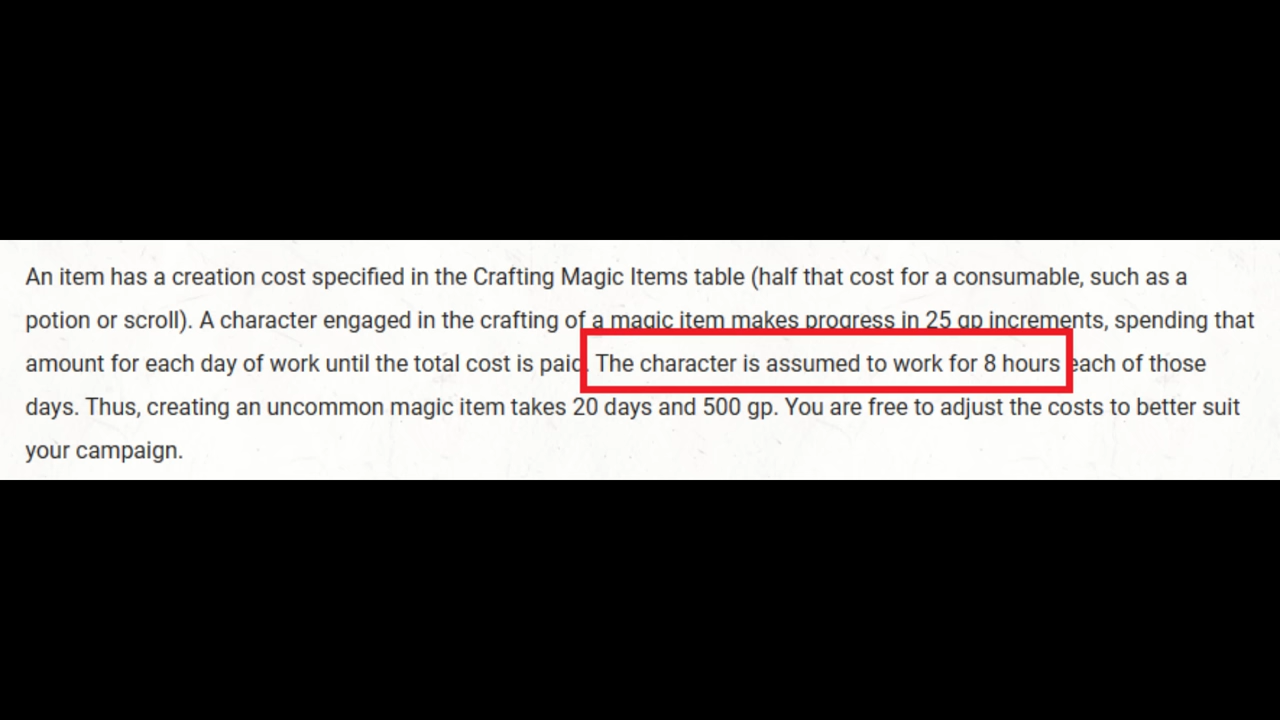 An item has a creation cost specified in the Crafting Magic Items table (half that cost for a consumable, such as a
potion or scroll). A character engaged in the crafting of a magic item makes progress in 25 gp increments, spending that
amount for each day of work until the total cost is paid. The character is assumed to work for 8 hours each of those
days. Thus, creating an uncommon magic item takes 20 days and 500 gp. You are free to adjust the costs to better suit
your campaign.